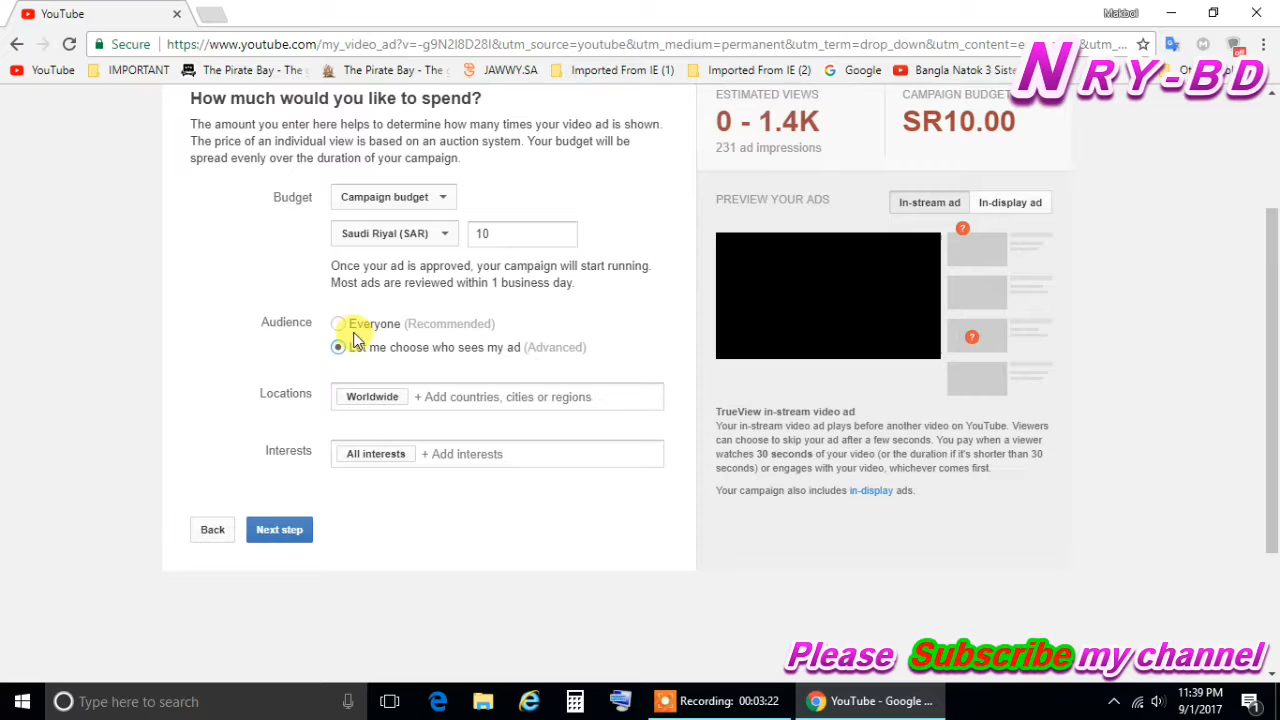 YouTube
Makbol
Secure
https://www.youtube.com/my_video_ad?v=-g9N2I8D28I&utm_source=youtube&utm_medium=permanent&utm_term=drop_down&utm_content=e
YouTube
IMPORTANT
The Pirate Bay - The
The Pirate Bay - The
JAWWY.SA
Imported From IE (1)
Imported From IE (2)
Google
Bangla Natok 3 Siste
NRY-BD
How much would you like to spend?
The amount you enter here helps to determine how many times your video ad is shown.
The price of an individual view is based on an auction system. Your budget will be
spread evenly over the duration of your campaign.
Budget
Campaign budget
Saudi Riyal (SAR)
10
Once your ad is approved, your campaign will start running.
Most ads are reviewed within 1 business day.
Audience
Everyone (Recommended)
Let me choose who sees my ad (Advanced)
Locations
Worldwide
+ Add countries, cities or regions
Interests
All interests
+ Add interests
Back
Next step
ESTIMATED VIEWS
0 - 1.4K
231 ad impressions
CAMPAIGN BUDGET
SR10.00
PREVIEW YOUR ADS
In-stream ad
In-display ad
?
?
TrueView in-stream video ad
Your in-stream video ad plays before another video on YouTube. Viewers
can choose to skip your ad after a few seconds. You pay when a viewer
watches 30 seconds of your video (or the duration if it's shorter than 30
seconds) or engages with your video, whichever comes first.
Your campaign also includes in-display ads.
Please Subscribe my channel
Type here to search
Recording: 00:03:22
YouTube - Google ...
11:39 PM
9/1/2017
1